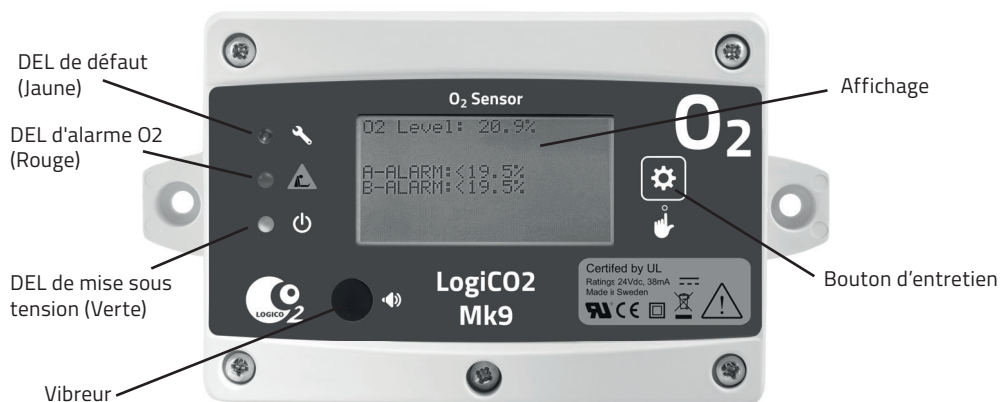 DEL de défaut
(Jaune)
DEL d'alarme O2
(Rouge)
DEL de mise sous
tension (Verte)
Vibreur
O₂ Sensor
O2 Level: 20.9%
A-ALARM:<19.5%
B-ALARM:<19.5%
O₂
LOGICO2
LogiCO2
Mk9
Certifed by UL
Ratings 24Vdc, 38mA
Made in Sweden
RU CE
Affichage
Bouton d'entretien